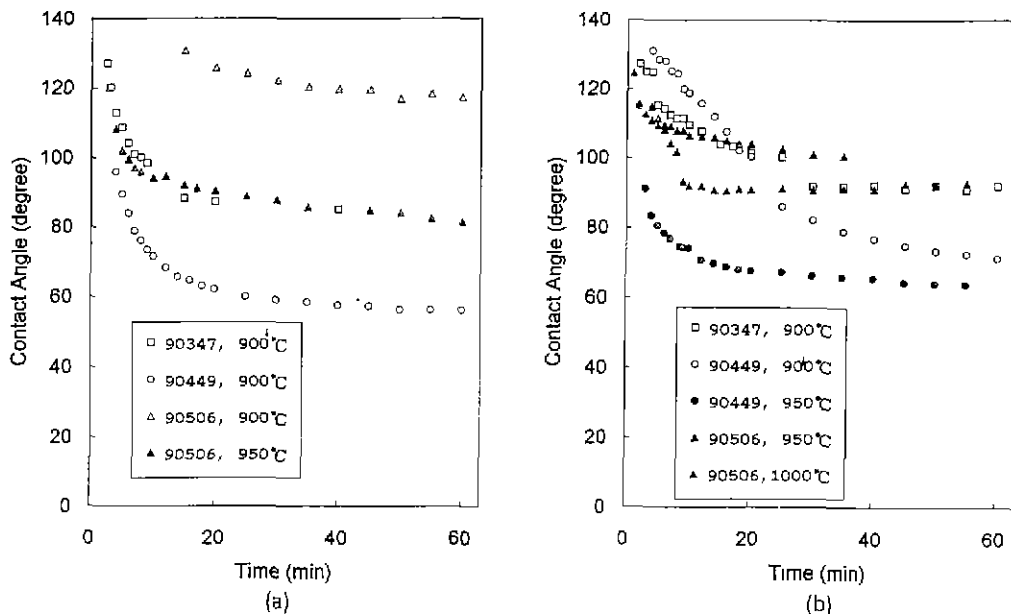 140
120
100
80
60
40
20
0
Contact Angle (degree)
90347, 900°C
90449, 900°C
90506, 900°C
90506, 950°C
0 20 40 60
Time (min)
(a)
140
120
100
80
60
40
20
0
Contact Angle (degree)
90347, 900°C
90449, 900°C
90449, 950°C
90506, 950°C
90506,1000°C
0 20 40 60
Time (min)
(b)